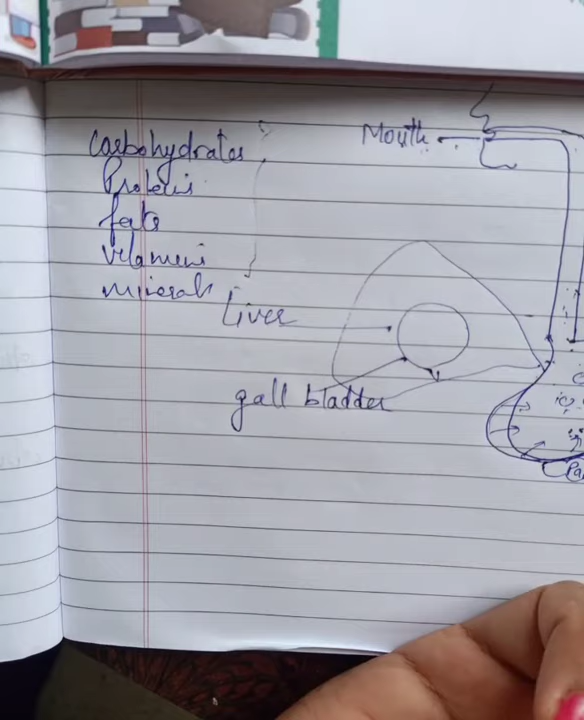 Carbohydrates
Proteins
fats
vitamins
minerals
Mouth
Liver
gall bladder